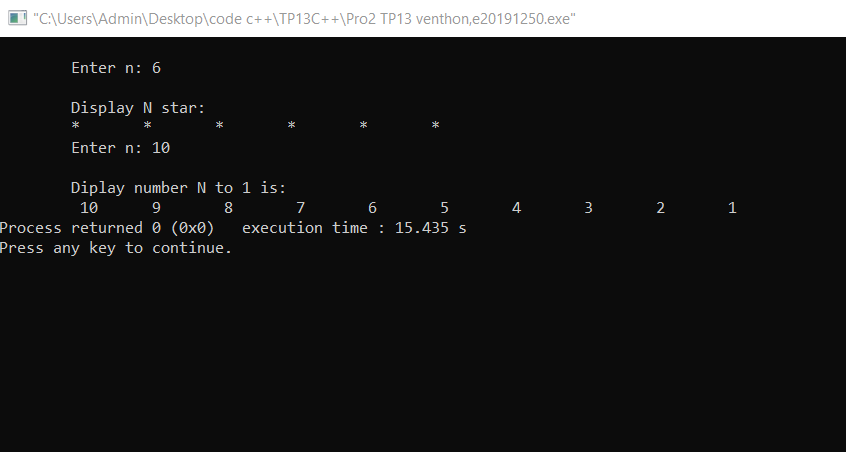 "C:\Users\Admin\Desktop\code c++\TP13C++\Pro2 TP13 venthon,e20191250.exe"
Enter n: 6
Display N star:
* * * * * *
Enter n: 10
Diplay number N to 1 is:
10 9 8 7 6 5 4 3 2 1
Process returned 0 (0x0) execution time : 15.435 s
Press any key to continue.